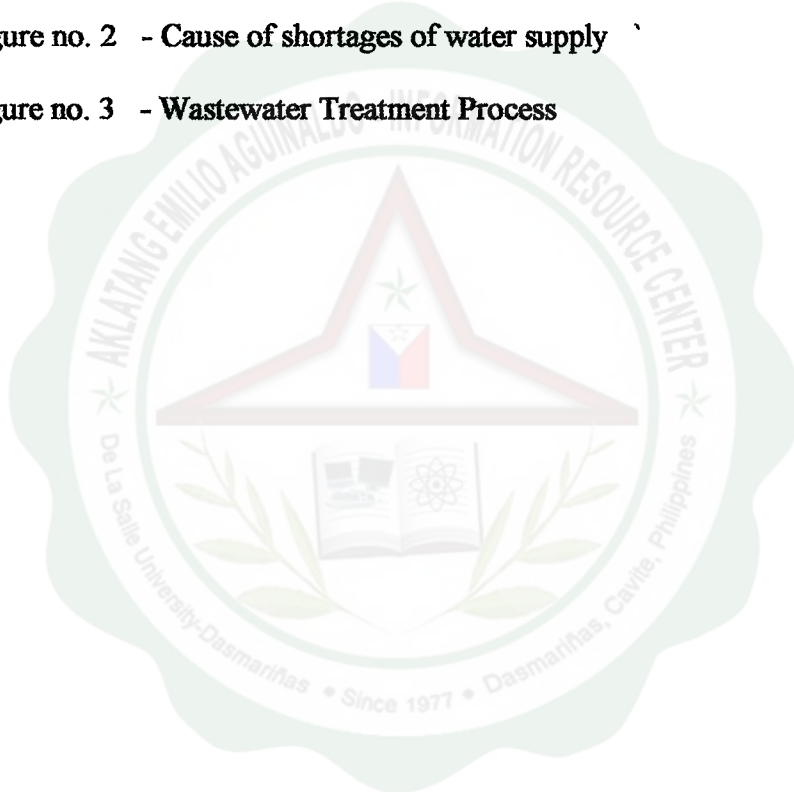 gure no. 2 - Cause of shortages of water supply
gure no. 3 - Wastewater Treatment Process
AKLATANG EMILIO AGUINALDO - INFORMATION RESOURCE CENTER
De La Salle University-Dasmariñas • Since 1977 • Dasmariñas, Cavite, Philippines